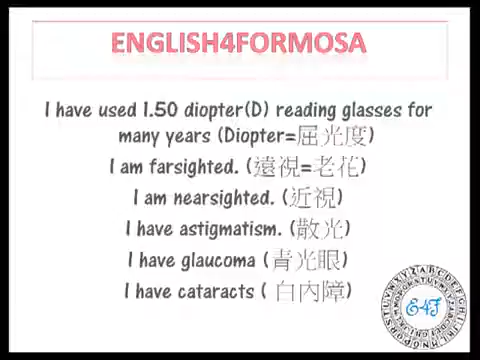 ENGLISH4FORMOSA
I have used 1.50 diopter(D) reading glasses for
many years (Diopter=屈光度)
I am farsighted. (遠視=老花)
I am nearsighted. (近視)
I have astigmatism. (散光)
I have glaucoma (青光眼)
I have cataracts ( 白內障)
E4F